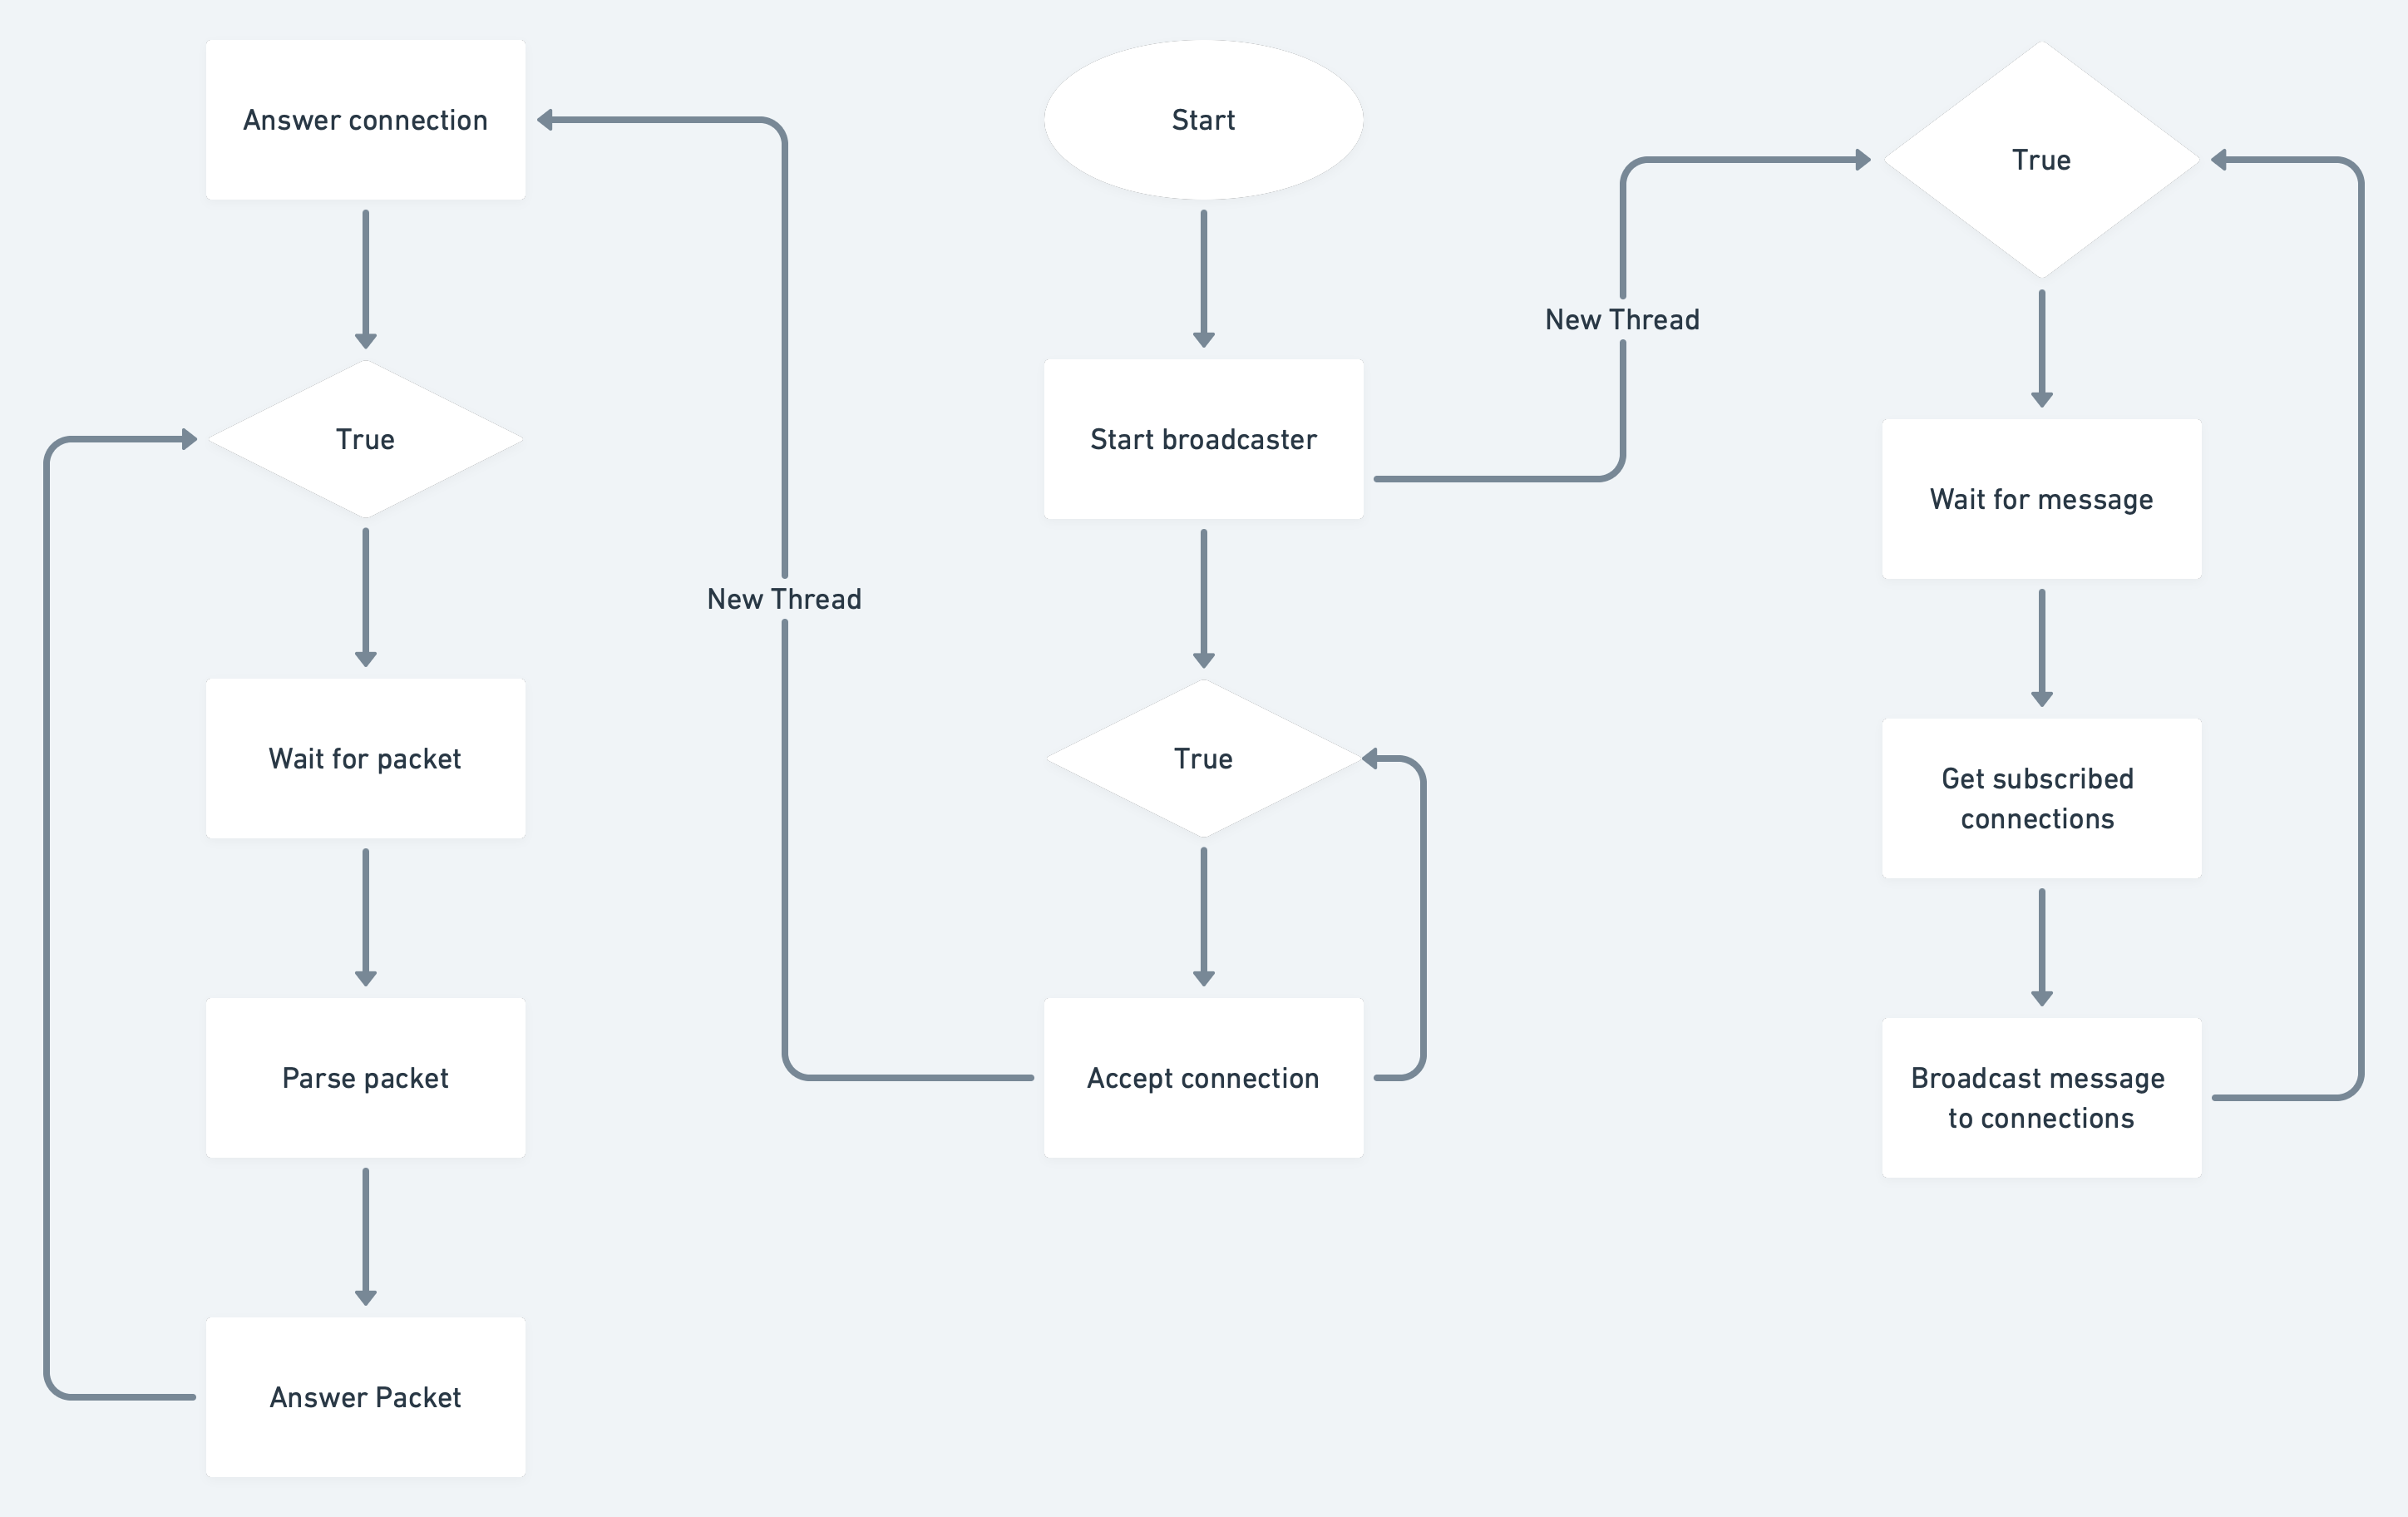 Answer connection
True
Wait for packet
Parse packet
Answer Packet
New Thread
Start
Start broadcaster
True
Accept connection
New Thread
True
Wait for message
Get subscribed
connections
Broadcast message
to connections